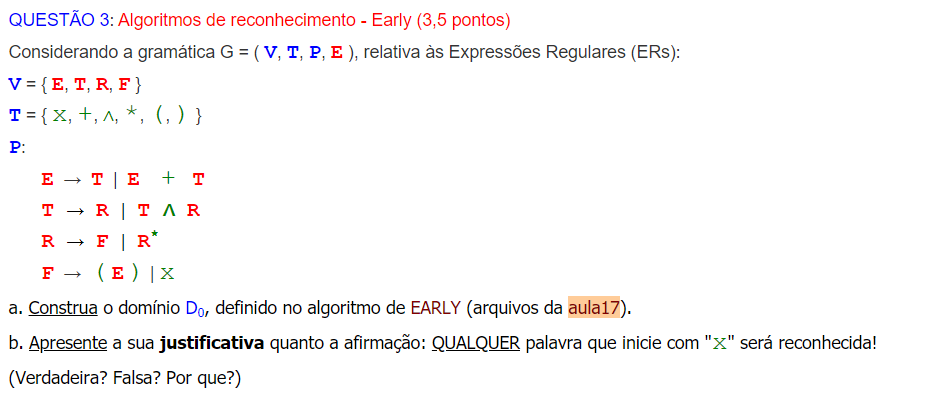 QUESTÃO 3: Algoritmos de reconhecimento - Early (3,5 pontos)
Considerando a gramática G = ( V, T, P, E ), relativa às Expressões Regulares (ERs):
V = { E, T, R, F }
T = { x, +, ∧, *, (, ) }
P:
E → T | E + T
T → R | T ∧ R
R → F | R*
F → ( E ) | x
a. Construa o domínio D0, definido no algoritmo de EARLY (arquivos da aula17).
b. Apresente a sua justificativa quanto a afirmação: QUALQUER palavra que inicie com "x" será reconhecida!
(Verdadeira? Falsa? Por que?)